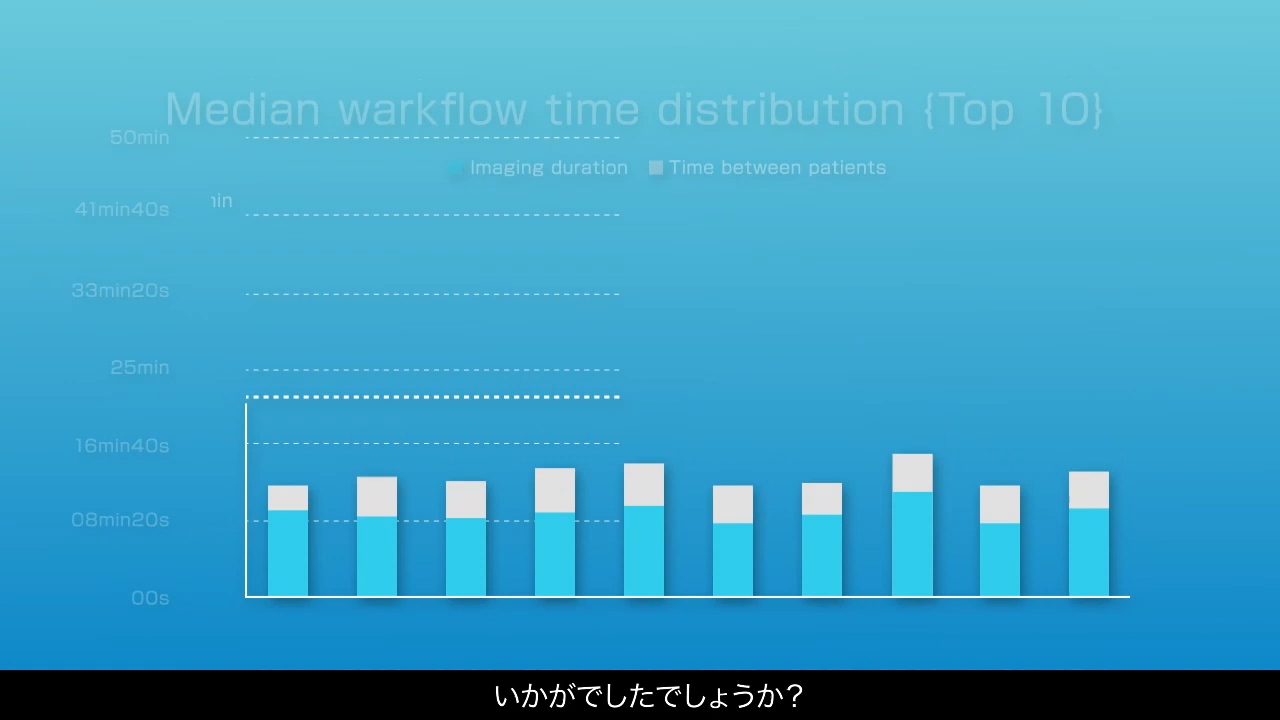 Median warkflow time distribution {Top 10}
50min
Imaging duration
Time between patients
41min40s
33min20s
25min
16min40s
08min20s
00s
いかがでしたでしょうか?